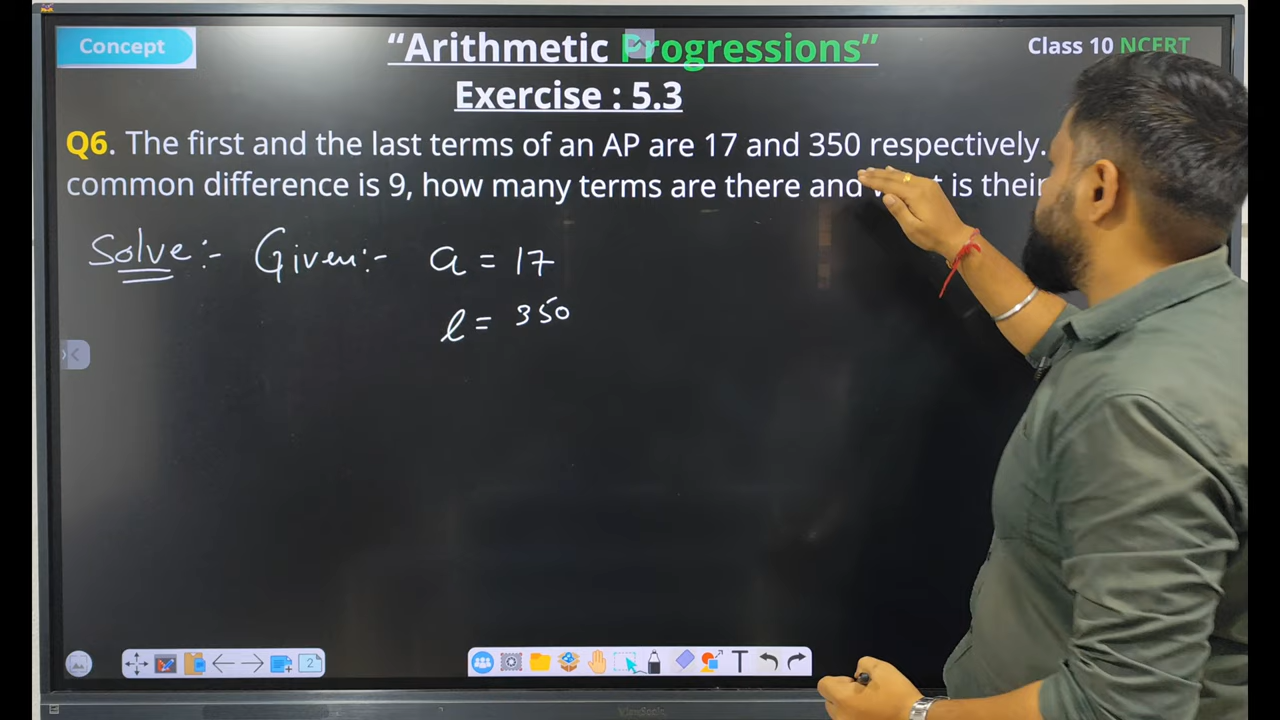 Concept
“Arithmetic Progressions”
Class 10 NCERT
Exercise : 5.3
Q6. The first and the last terms of an AP are 17 and 350 respectively.
common difference is 9, how many terms are there and is their
Solve:- Given:- a = 17
l = 350
2